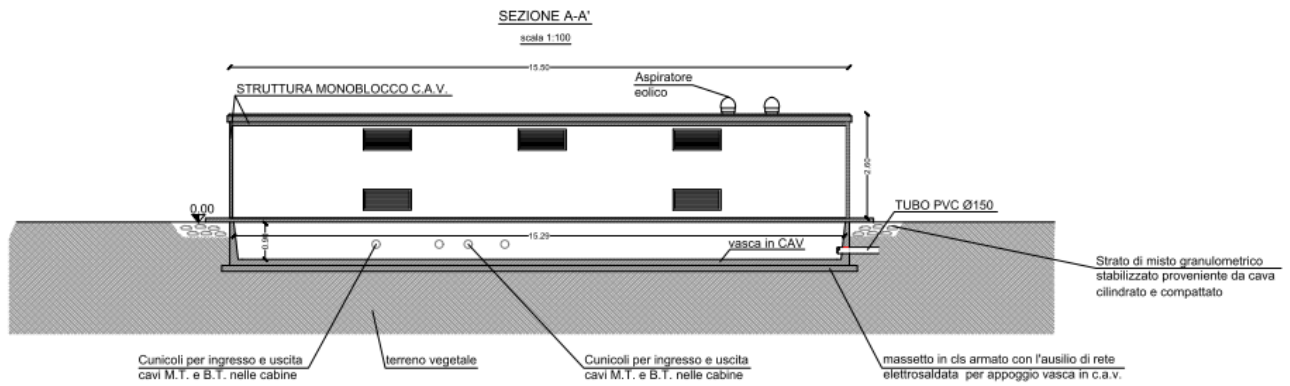 SEZIONE A-A'
scala 1:100
15.50
Aspiratore
eolico
STRUTTURA MONOBLOCCO C.A.V.
2.60
0.00
TUBO PVC Ø150
0.90
15.29
vasca in CAV
Strato di misto granulometrico
stabilizzato proveniente da cava
cilindrato e compattato
Cunicoli per ingresso e uscita
cavi M.T. e B.T. nelle cabine
terreno vegetale
Cunicoli per ingresso e uscita
cavi M.T. e B.T. nelle cabine
massetto in cls armato con l'ausilio di rete
elettrosaldata per appoggio vasca in c.a.v.